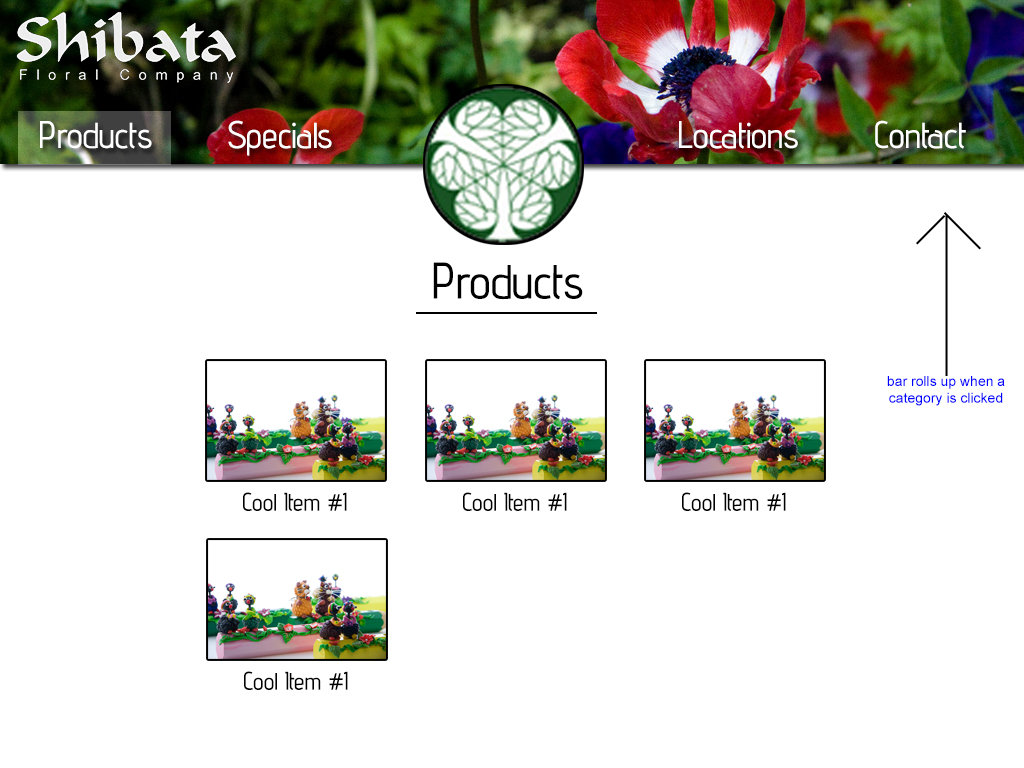 Shibata
Floral Company
Products
Specials
Locations
Contact
Products
bar rolls up when a
category is clicked
Cool Item #1
Cool Item #1
Cool Item #1
Cool Item #1